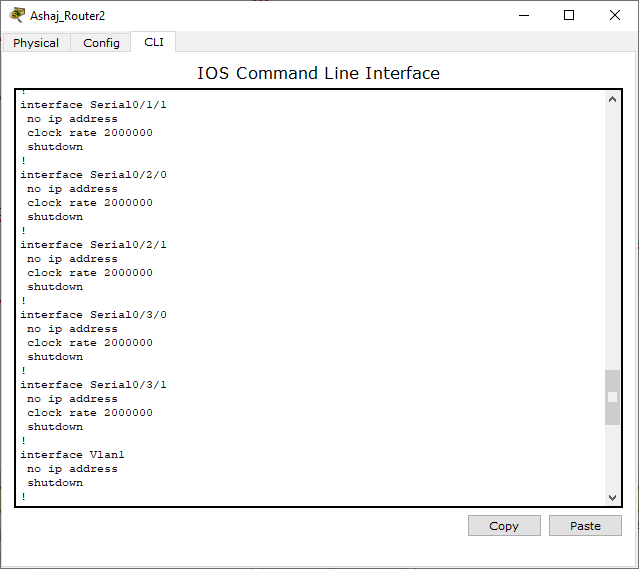 Ashaj_Router2
Physical Config CLI
IOS Command Line Interface
!
interface Serial0/1/1
no ip address
clock rate 2000000
shutdown
!
interface Serial0/2/0
no ip address
clock rate 2000000
shutdown
!
interface Serial0/2/1
no ip address
clock rate 2000000
shutdown
!
interface Serial0/3/0
no ip address
clock rate 2000000
shutdown
!
interface Serial0/3/1
no ip address
clock rate 2000000
shutdown
!
interface Vlan1
no ip address
shutdown
!
Copy Paste